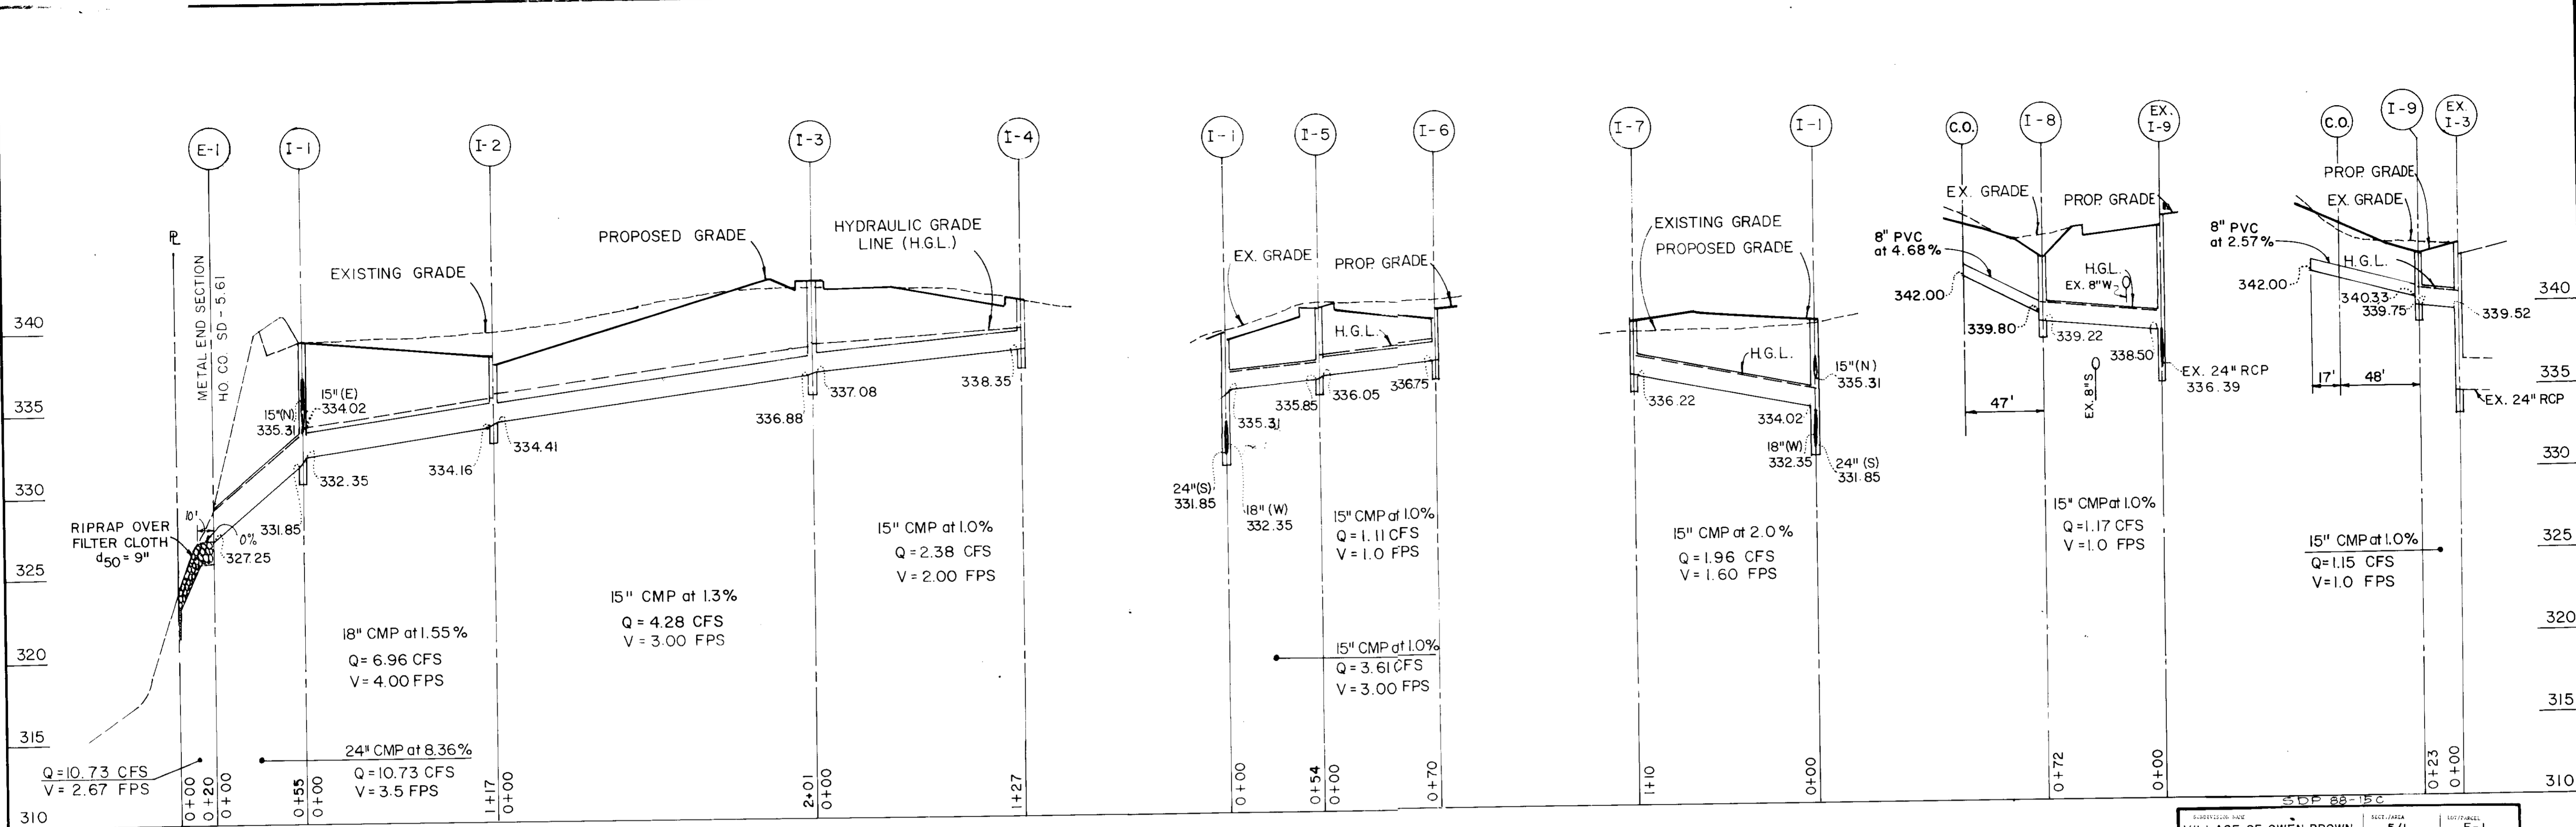 E-1
I-1
I-2
I-3
I-4
I-1
I-5
I-6
I-7
I-1
C.O.
I-8
EX.
I-9
C.O.
I-9
EX.
I-3
METAL END SECTION
HO. CO. SD-5.61
EXISTING GRADE
PROPOSED GRADE
HYDRAULIC GRADE
LINE (H.G.L.)
340
335
330
325
320
315
310
15"(N)
335.31
15"(E)
334.02
332.35
331.85
10'
0%
327.25
RIPRAP OVER
FILTER CLOTH
d50 = 9"
334.16
334.41
336.88
337.08
338.35
18" CMP at 1.55%
Q = 6.96 CFS
V = 4.00 FPS
15" CMP at 1.3%
Q = 4.28 CFS
V = 3.00 FPS
15" CMP at 1.0%
Q = 2.38 CFS
V = 2.00 FPS
24" CMP at 8.36%
Q = 10.73 CFS
V = 3.5 FPS
Q = 10.73 CFS
V = 2.67 FPS
0+00
0+20
0+00
0+55
0+00
1+17
0+00
2+01
0+00
1+27
EX. GRADE
PROP. GRADE
H.G.L.
335.31
335.85
336.05
336.75
24"(S)
331.85
18" (W)
332.35
15" CMP at 1.0%
Q = 1.11 CFS
V = 1.0 FPS
15" CMP at 1.0%
Q = 3.61 CFS
V = 3.00 FPS
0+00
0+54
0+00
0+70
EXISTING GRADE
PROPOSED GRADE
H.G.L.
15"(N)
335.31
336.22
334.02
18"(W)
332.35
24" (S)
331.85
15" CMP at 2.0%
Q = 1.96 CFS
V = 1.60 FPS
1+10
0+00
EX. GRADE
PROP. GRADE
8" PVC
at 4.68%
H.G.L.
EX. 8"W
342.00
339.80
339.22
338.50
EX. 24" RCP
336.39
EX. 8"S
47'
15" CMP at 1.0%
Q = 1.17 CFS
V = 1.0 FPS
0+72
0+00
PROP. GRADE
EX. GRADE
8" PVC
at 2.57%
H.G.L.
342.00
340.33
339.75
339.52
17'
48'
EX. 24" RCP
15" CMP at 1.0%
Q = 1.15 CFS
V = 1.0 FPS
0+23
0+00
340
335
330
325
320
315
310
SDP 88-15C
SUBDIVISION NAME
SECT./AREA
LOT/PARCEL
VILLAGE OF OWEN BROWN